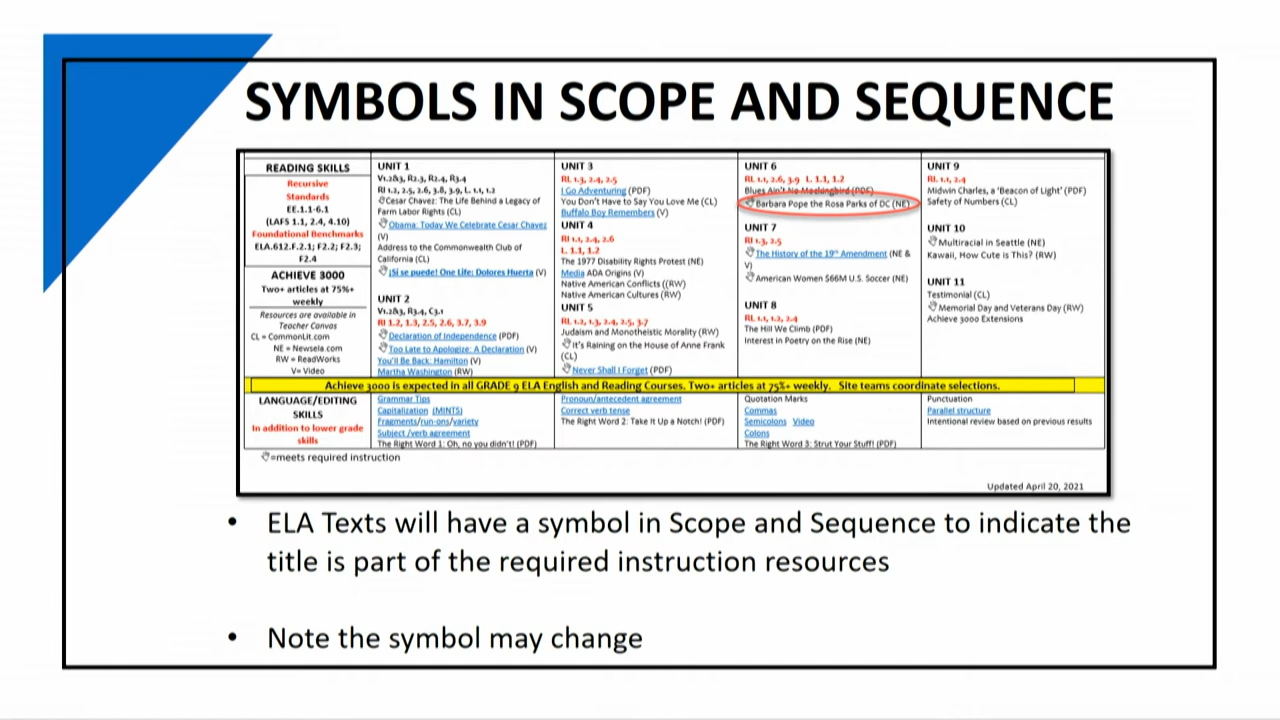 SYMBOLS IN SCOPE AND SEQUENCE
READING SKILLS
Recursive
Standards
EE.1.1-6.1
(LAFS 1.1, 2.4, 4.10)
Foundational Benchmarks
ELA.612.F.2.1; F2.2; F2.3;
F2.4
ACHIEVE 3000
Two+ articles at 75%+
weekly
Resources are available in
Teacher Canvas
CL = CommonLit.com
NE = Newsela.com
RW = ReadWorks
V= Video
UNIT 1
V1.2&3, R2.3, R2.4, R3.4
RI 1.2, 2.5, 2.6, 3.8, 3.9, L 1.1, 1.2
Cesar Chavez: The Life Behind a Legacy of
Farm Labor Rights (CL)
Obama: Today We Celebrate Cesar Chavez
(V)
Address to the Commonwealth Club of
California (CL)
¡Sí se puede! One Life: Dolores Huerta (V)
UNIT 2
V1.2&3, R3.4, C3.1
RI 1.2, 1.3, 2.5, 2.6, 3.7, 3.9
Declaration of Independence (PDF)
Too Late to Apologize: A Declaration (V)
You'll Be Back: Hamilton (V)
Martha Washington (RW)
UNIT 3
RL 1.3, 2.4, 2.5
I Go Adventuring (PDF)
You Don't Have to Say You Love Me (CL)
Buffalo Boy Remembers (V)
UNIT 4
RI 1.1, 2.4, 2.6
L 1.1, 1.2
The 1977 Disability Rights Protest (NE)
Media ADA Origins (V)
Native American Conflicts ((RW)
Native American Cultures (RW)
UNIT 5
RL 1.2, 1.3, 2.4, 2.5, 3.7
Judaism and Monotheistic Morality (RW)
It's Raining on the House of Anne Frank
(CL)
Never Shall I Forget (PDF)
UNIT 6
RL 1.1, 2.6, 3.9 L 1.1, 1.2
Blues Ain't No Mockingbird (PDF)
Barbara Pope the Rosa Parks of DC (NE)
UNIT 7
RI 1.3, 2.5
The History of the 19th Amendment (NE &
V)
American Women $66M U.S. Soccer (NE)
UNIT 8
RL 1.1, 1.2, 2.4
The Hill We Climb (PDF)
Interest in Poetry on the Rise (NE)
UNIT 9
RL 1.1, 2.4
Midwin Charles, a 'Beacon of Light' (PDF)
Safety of Numbers (CL)
UNIT 10
Multiracial in Seattle (NE)
Kawaii, How Cute is This? (RW)
UNIT 11
Testimonial (CL)
Memorial Day and Veterans Day (RW)
Achieve 3000 Extensions
Achieve 3000 is expected in all GRADE 9 ELA English and Reading Courses. Two+ articles at 75%+ weekly. Site teams coordinate selections.
LANGUAGE/EDITING
SKILLS
In addition to lower grade
skills
Grammar Tips
Capitalization (MINTS)
Fragments/run-ons/variety
Subject /verb agreement
The Right Word 1: Oh, no you didn't! (PDF)
Pronoun/antecedent agreement
Correct verb tense
The Right Word 2: Take It Up a Notch! (PDF)
Quotation Marks
Commas
Semicolons Video
Colons
The Right Word 3: Strut Your Stuff! (PDF)
Punctuation
Parallel structure
Intentional review based on previous results
=meets required instruction
Updated April 20, 2021
• ELA Texts will have a symbol in Scope and Sequence to indicate the
title is part of the required instruction resources
• Note the symbol may change